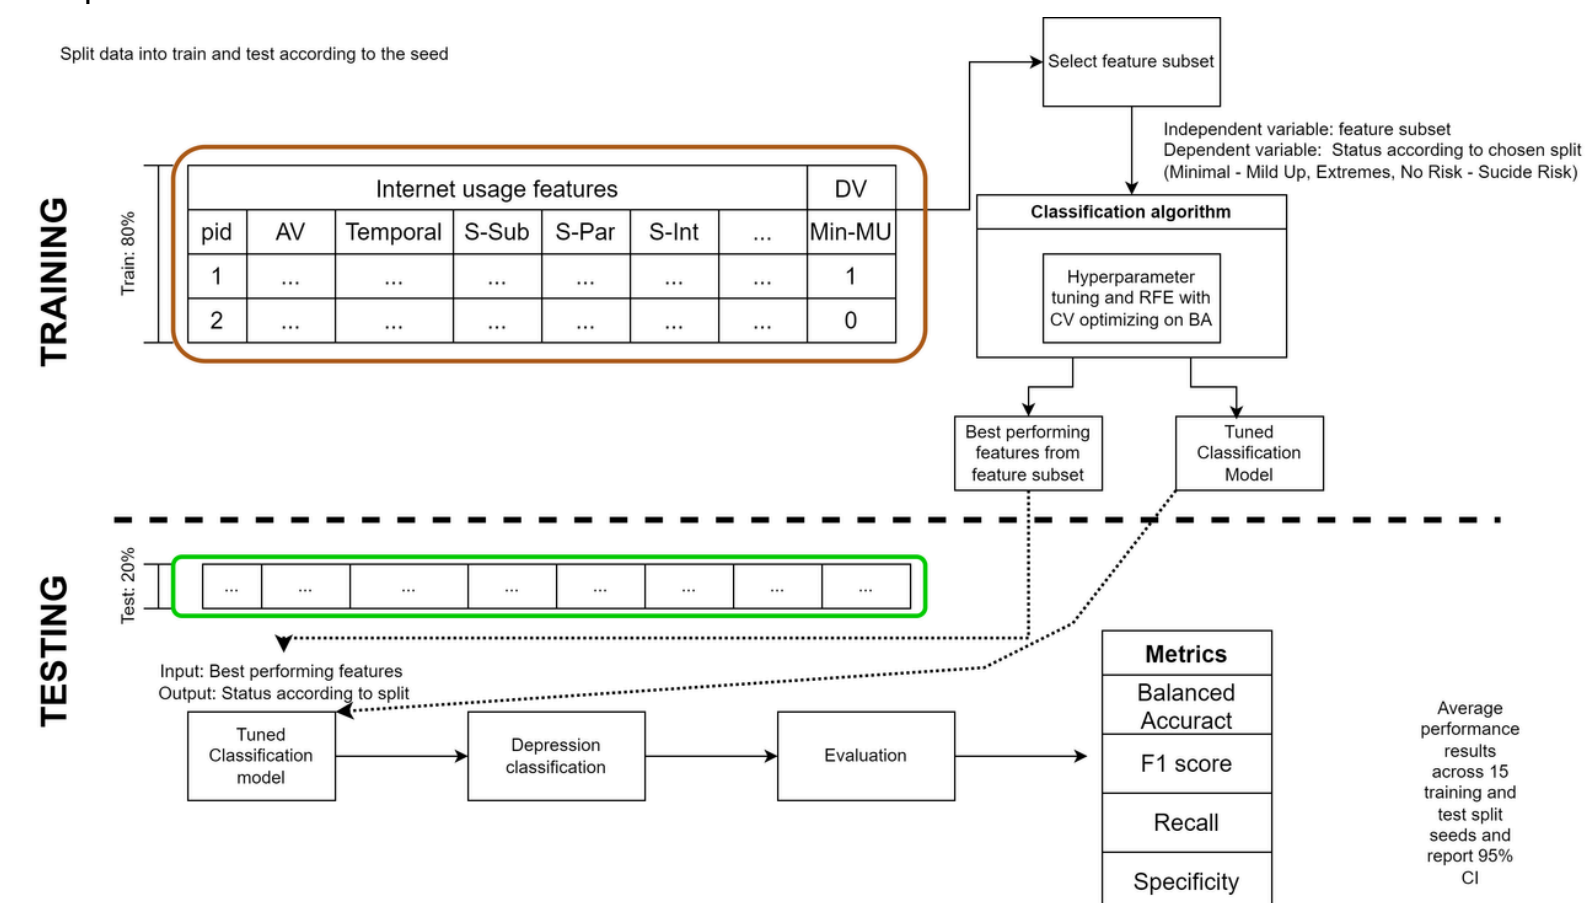 Split data into train and test according to the seed
Select feature subset
Independent variable: feature subset
Dependent variable: Status according to chosen split
(Minimal - Mild Up, Extremes, No Risk - Sucide Risk)
TRAINING
Train: 80%
Internet usage features DV
pid AV Temporal S-Sub S-Par S-Int ... Min-MU
1 ... ... ... ... ... ... 1
2 ... ... ... ... ... ... 0
Classification algorithm
Hyperparameter
tuning and RFE with
CV optimizing on BA
Best performing
features from
feature subset
Tuned
Classification
Model
TESTING
Test: 20%
... ... ... ... ... ... ... ...
Input: Best performing features
Output: Status according to split
Tuned
Classification
model
Depression
classification
Evaluation
Metrics
Balanced
Accuract
F1 score
Recall
Specificity
Average
performance
results
across 15
training and
test split
seeds and
report 95%
CI